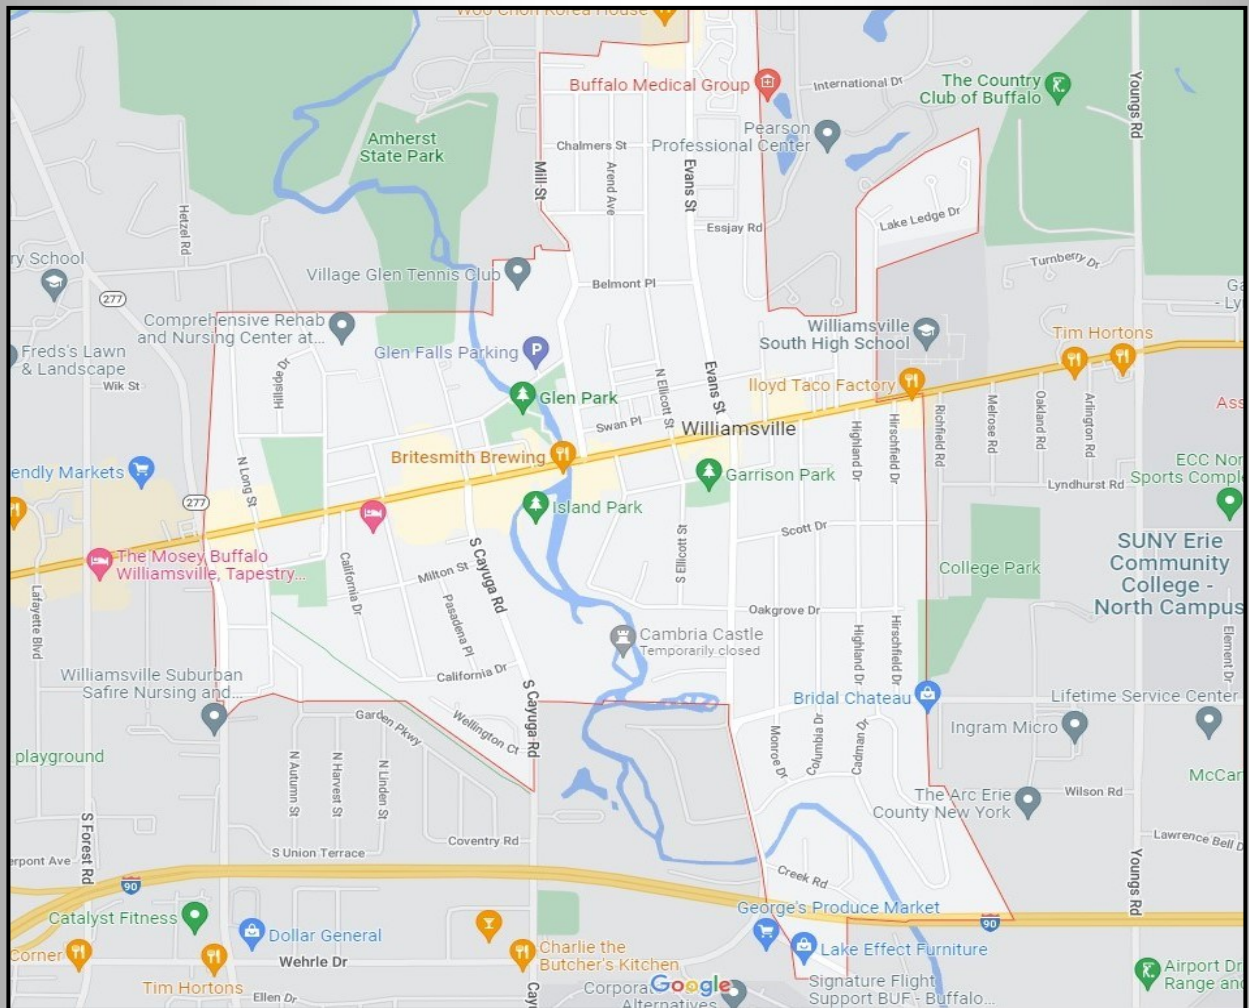 Woo Chon Korea House
Buffalo Medical Group
International Dr
The Country
Club of Buffalo
Youngs Rd
Amherst
State Park
Pearson
Professional Center
Chalmers St
Mill St
Arend Ave
Evans St
Hetzel Rd
Lake Ledge Dr
Essjay Rd
ry School
Village Glen Tennis Club
Turnberry Dr
277
Belmont Pl
Ga
- Ly
Comprehensive Rehab
and Nursing Center at...
Williamsville
South High School
Tim Hortons
Freds's Lawn
& Landscape
Glen Falls Parking
P
Wik St
Hillside Dr
N Ellicott St
Evans St
lloyd Taco Factory
Glen Park
Swan Pl
Williamsville
Highland Dr
Hirschfield Dr
Richfield Rd
Melrose Rd
Oakland Rd
Arlington Rd
Ass
Britesmith Brewing
endly Markets
N Long St
Garrison Park
Lyndhurst Rd
ECC Nor
Sports Comple
277
Island Park
Scott Dr
SUNY Erie
Community
College -
North Campus
The Mosey Buffalo
Williamsville, Tapestry...
California Dr
Milton St
S Cayuga Rd
S Ellicott St
College Park
Lafayette Blvd
Pasadena Pl
Oakgrove Dr
Cambria Castle
Temporarily closed
Highland Dr
Hirschfield Dr
Element Dr
Williamsville Suburban
Safire Nursing and...
California Dr
Bridal Chateau
Lifetime Service Center
Garden Pkwy
Wellington Ct
S Cayuga Rd
Ingram Micro
playground
N Autumn St
N Harvest St
N Linden St
Monroe Dr
Columbia Dr
Cadman Dr
McCar
The Arc Erie
County New York
Wilson Rd
S Forest Rd
Coventry Rd
Lawrence Bell D
erpont Ave
S Union Terrace
90
Creek Rd
Youngs Rd
Catalyst Fitness
George's Produce Market
90
Dollar General
Lake Effect Furniture
Corner
Wehrle Dr
Charlie the
Butcher's Kitchen
Airport Dr
Range and
Tim Hortons
Ellen Dr
Cay
Google
Corpora
Alternatives
Signature Flight
Support BUF - Buffalo...